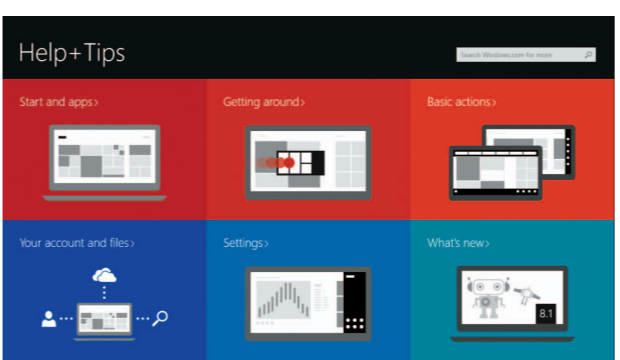 Help+Tips
Search Windows.com for more
Start and apps›
Getting around›
Basic actions›
Your account and files›
Settings›
What's new›
8.1